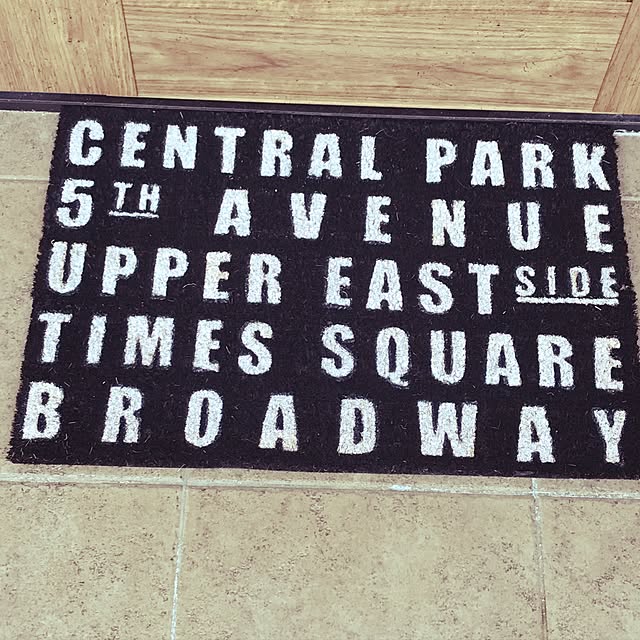 CENTRAL PARK
5TH AVENUE
UPPER EAST SIDE
TIMES SQUARE
BROADWAY